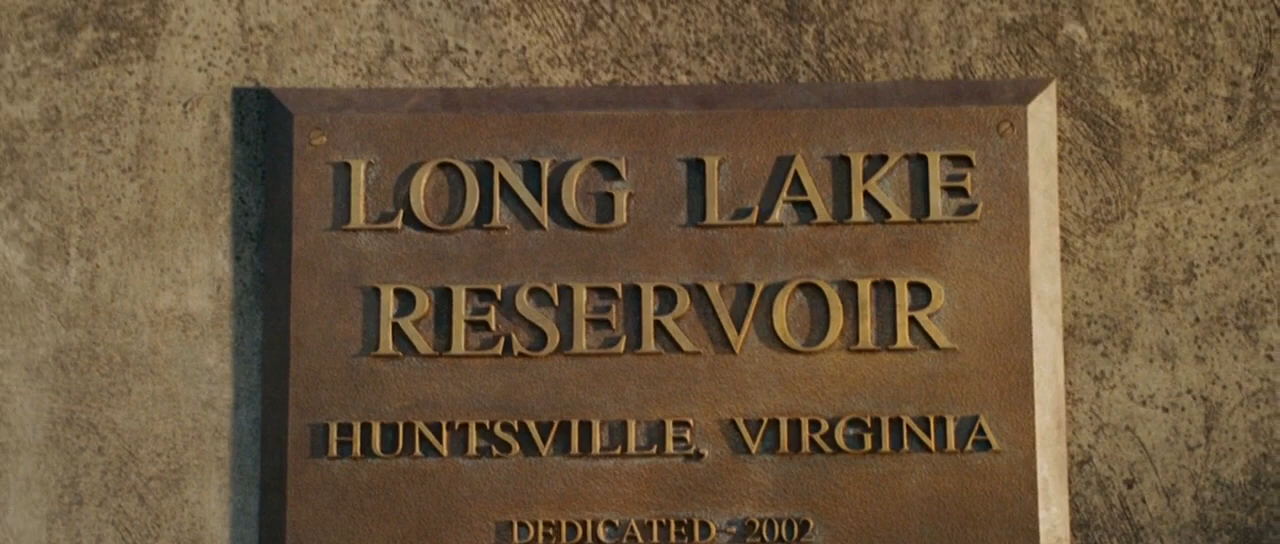 LONG LAKE
RESERVOIR
HUNTSVILLE, VIRGINIA
DEDICATED - 2002